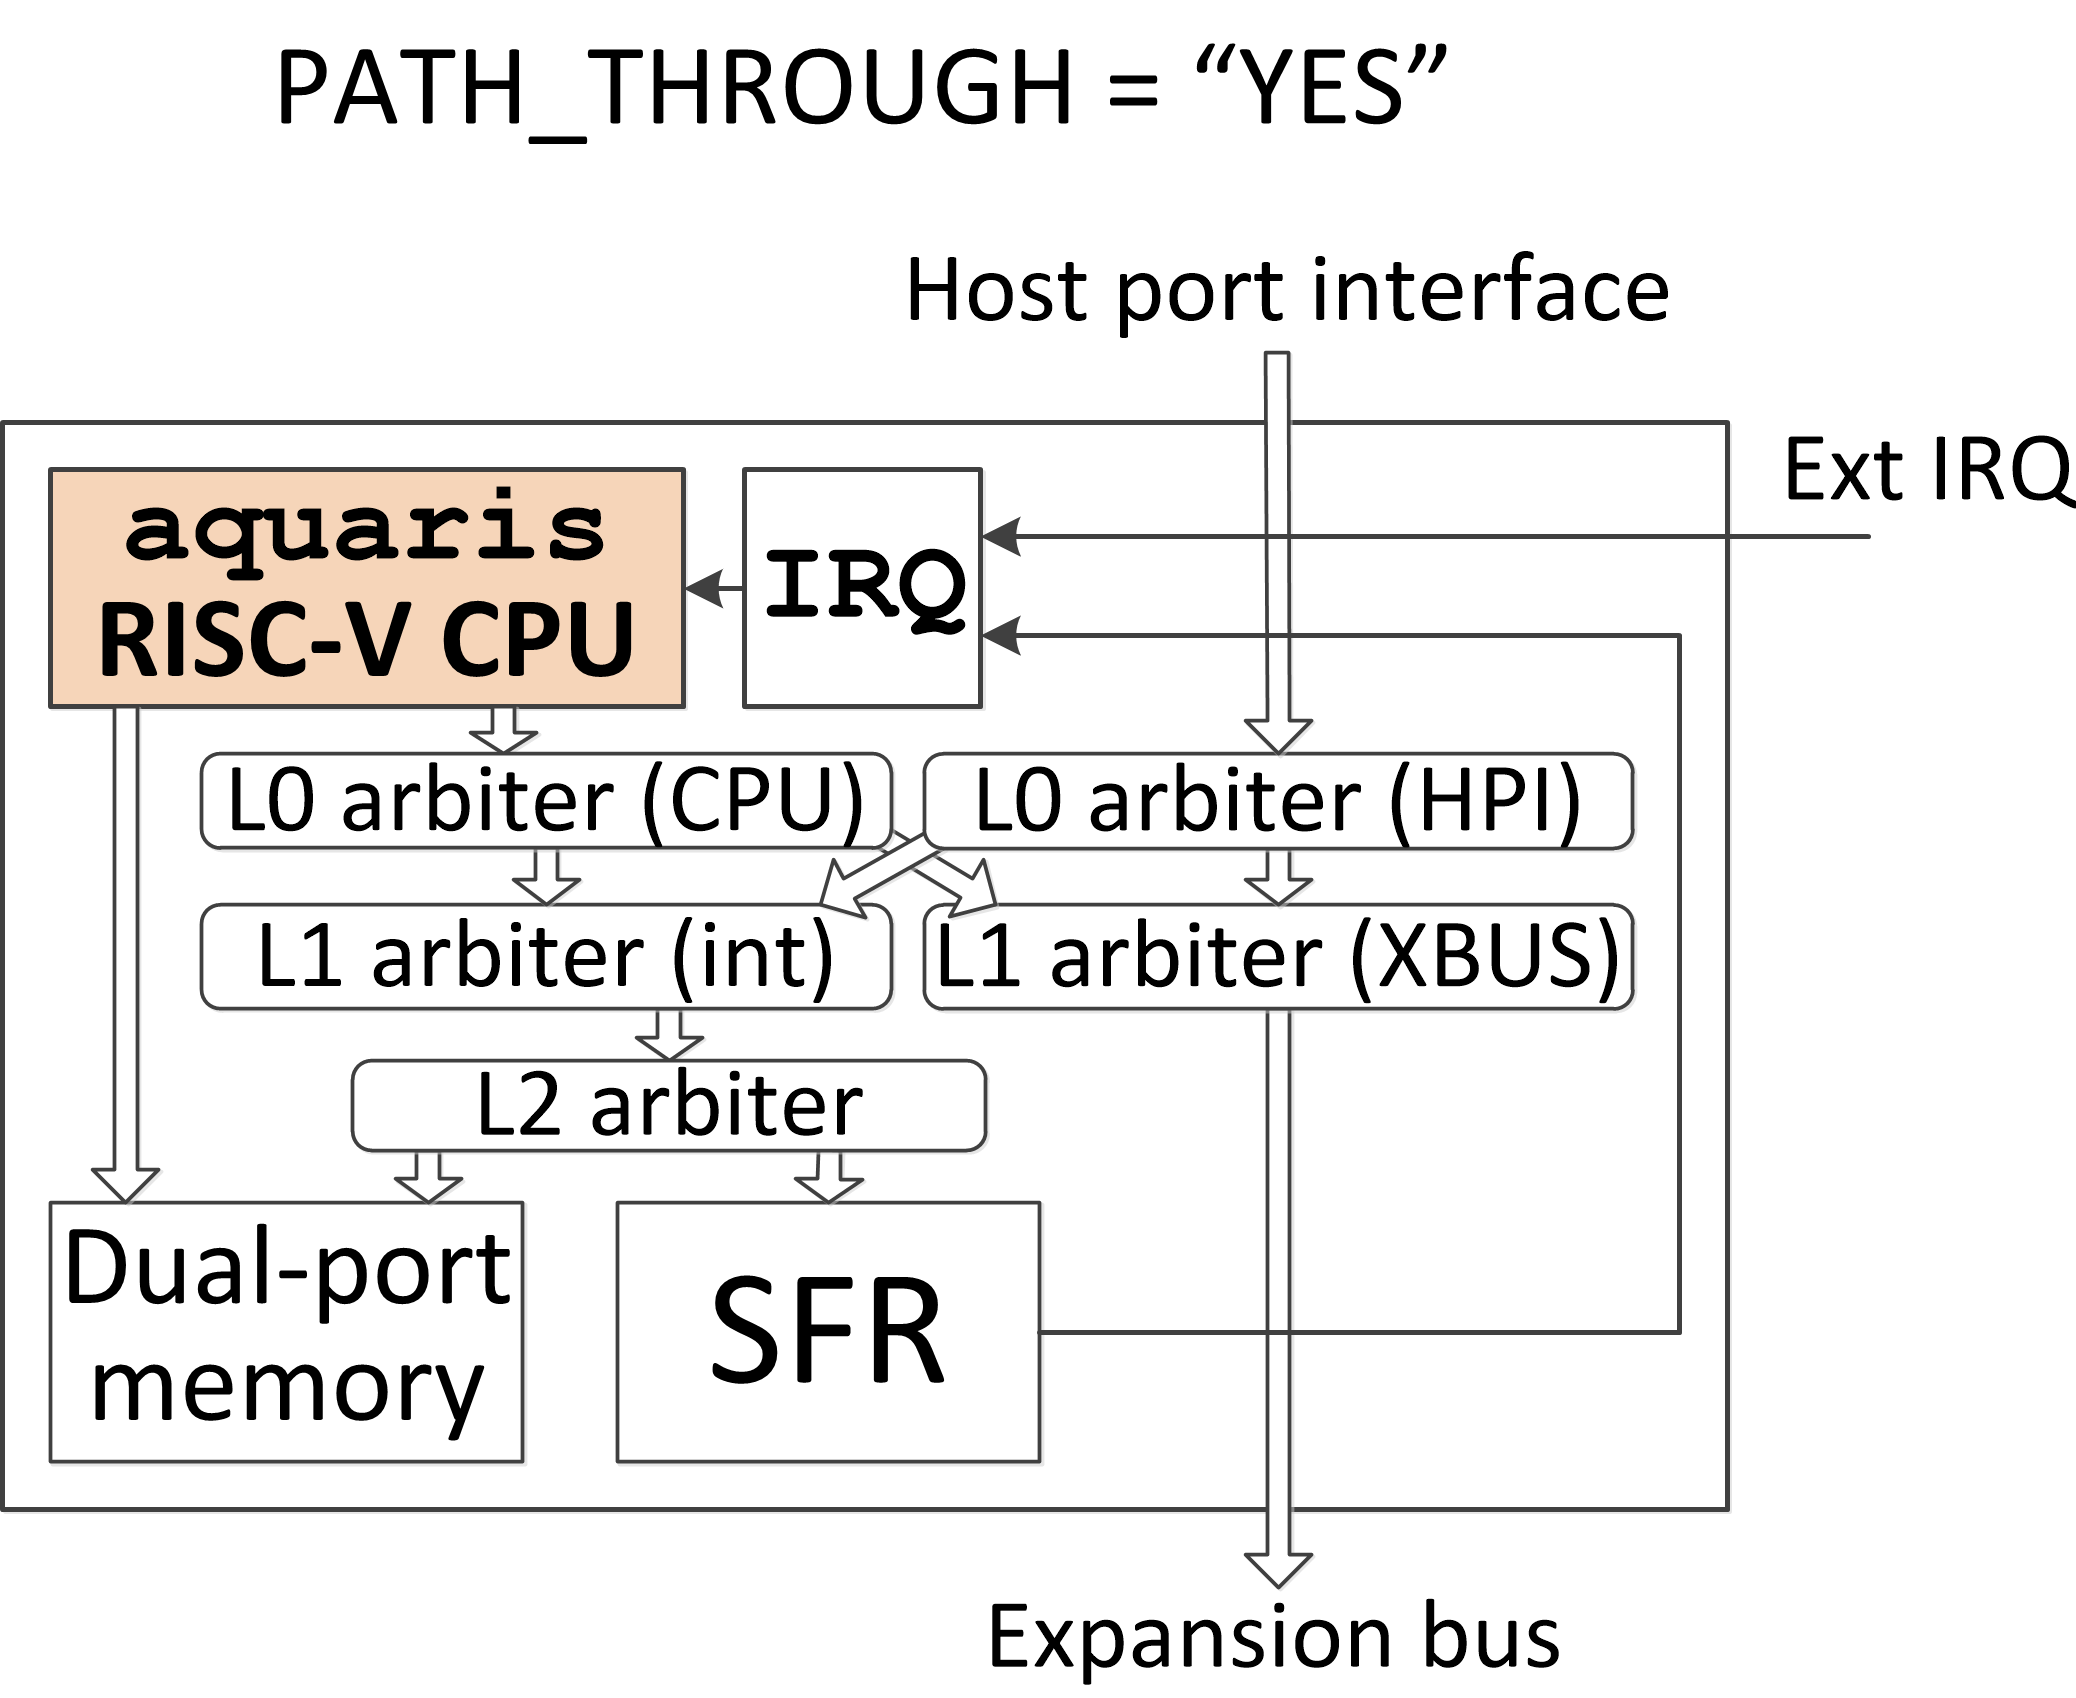 PATH_THROUGH = “YES”
Host port interface
Ext IRQ
aquaris
RISC-V CPU
IRQ
L0 arbiter (CPU)
L0 arbiter (HPI)
L1 arbiter (int)
L1 arbiter (XBUS)
L2 arbiter
Dual-port
memory
SFR
Expansion bus